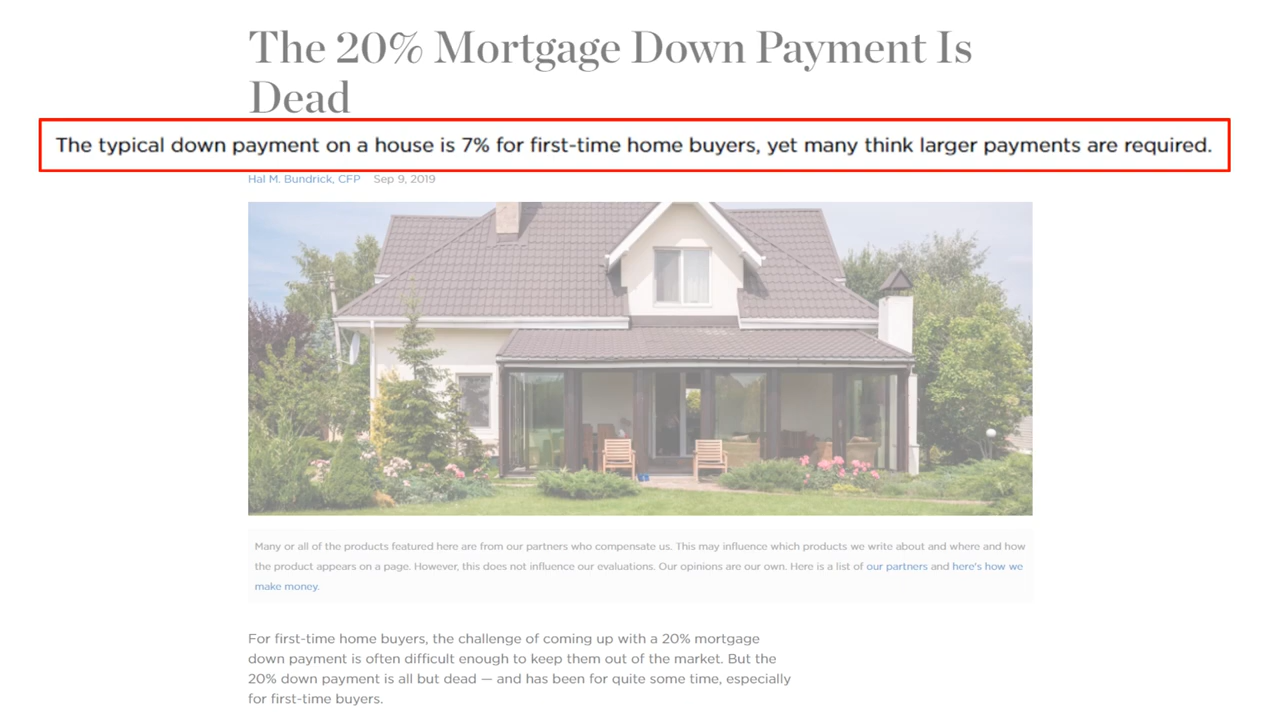 The 20% Mortgage Down Payment Is
Dead
The typical down payment on a house is 7% for first-time home buyers, yet many think larger payments are required.
Hal M. Bundrick, CFP Sep 9, 2019
Many or all of the products featured here are from our partners who compensate us. This may influence which products we write about and where and how
the product appears on a page. However, this does not influence our evaluations. Our opinions are our own. Here is a list of our partners and here's how we
make money.
For first-time home buyers, the challenge of coming up with a 20% mortgage
down payment is often difficult enough to keep them out of the market. But the
20% down payment is all but dead — and has been for quite some time, especially
for first-time buyers.